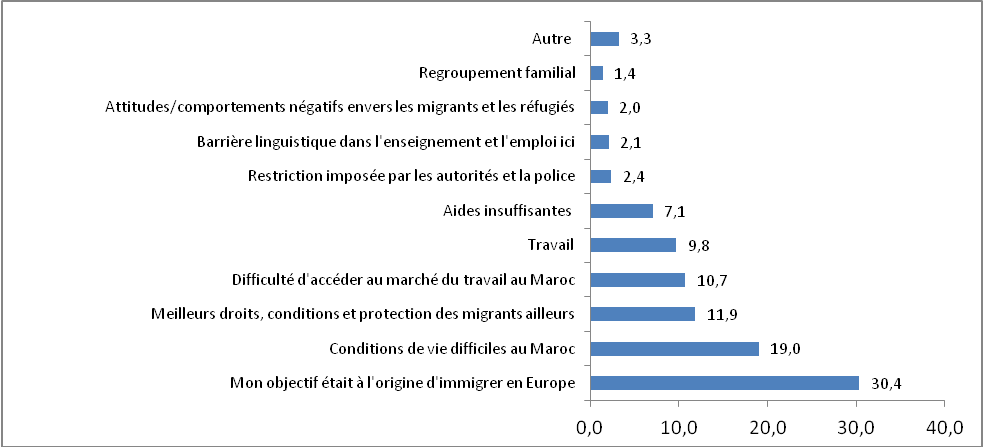 Autre 3,3
Regroupement familial 1,4
Attitudes/comportements négatifs envers les migrants et les réfugiés 2,0
Barrière linguistique dans l'enseignement et l'emploi ici 2,1
Restriction imposée par les autorités et la police 2,4
Aides insuffisantes 7,1
Travail 9,8
Difficulté d'accéder au marché du travail au Maroc 10,7
Meilleurs droits, conditions et protection des migrants ailleurs 11,9
Conditions de vie difficiles au Maroc 19,0
Mon objectif était à l'origine d'immigrer en Europe 30,4
0,0 10,0 20,0 30,0 40,0